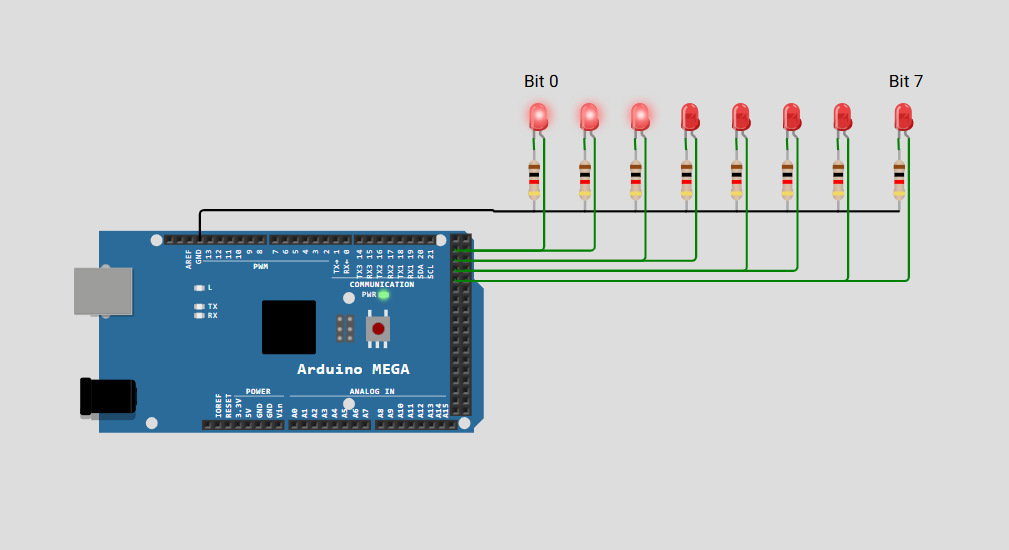 Bit 0
Bit 7
AREF
GND
13
12
11
10
9
8
7
6
5
4
3
2
TX+ 1
RX+ 0
TX3 14
RX3 15
TX2 16
RX2 17
TX1 18
RX1 19
SDA 20
SCL 21
PWM
COMMUNICATION
L
PWR
TX
RX
Arduino MEGA
POWER
ANALOG IN
IOREF
RESET
3.3V
5V
GND
GND
Vin
A0
A1
A2
A3
A4
A5
A6
A7
A8
A9
A10
A11
A12
A13
A14
A15